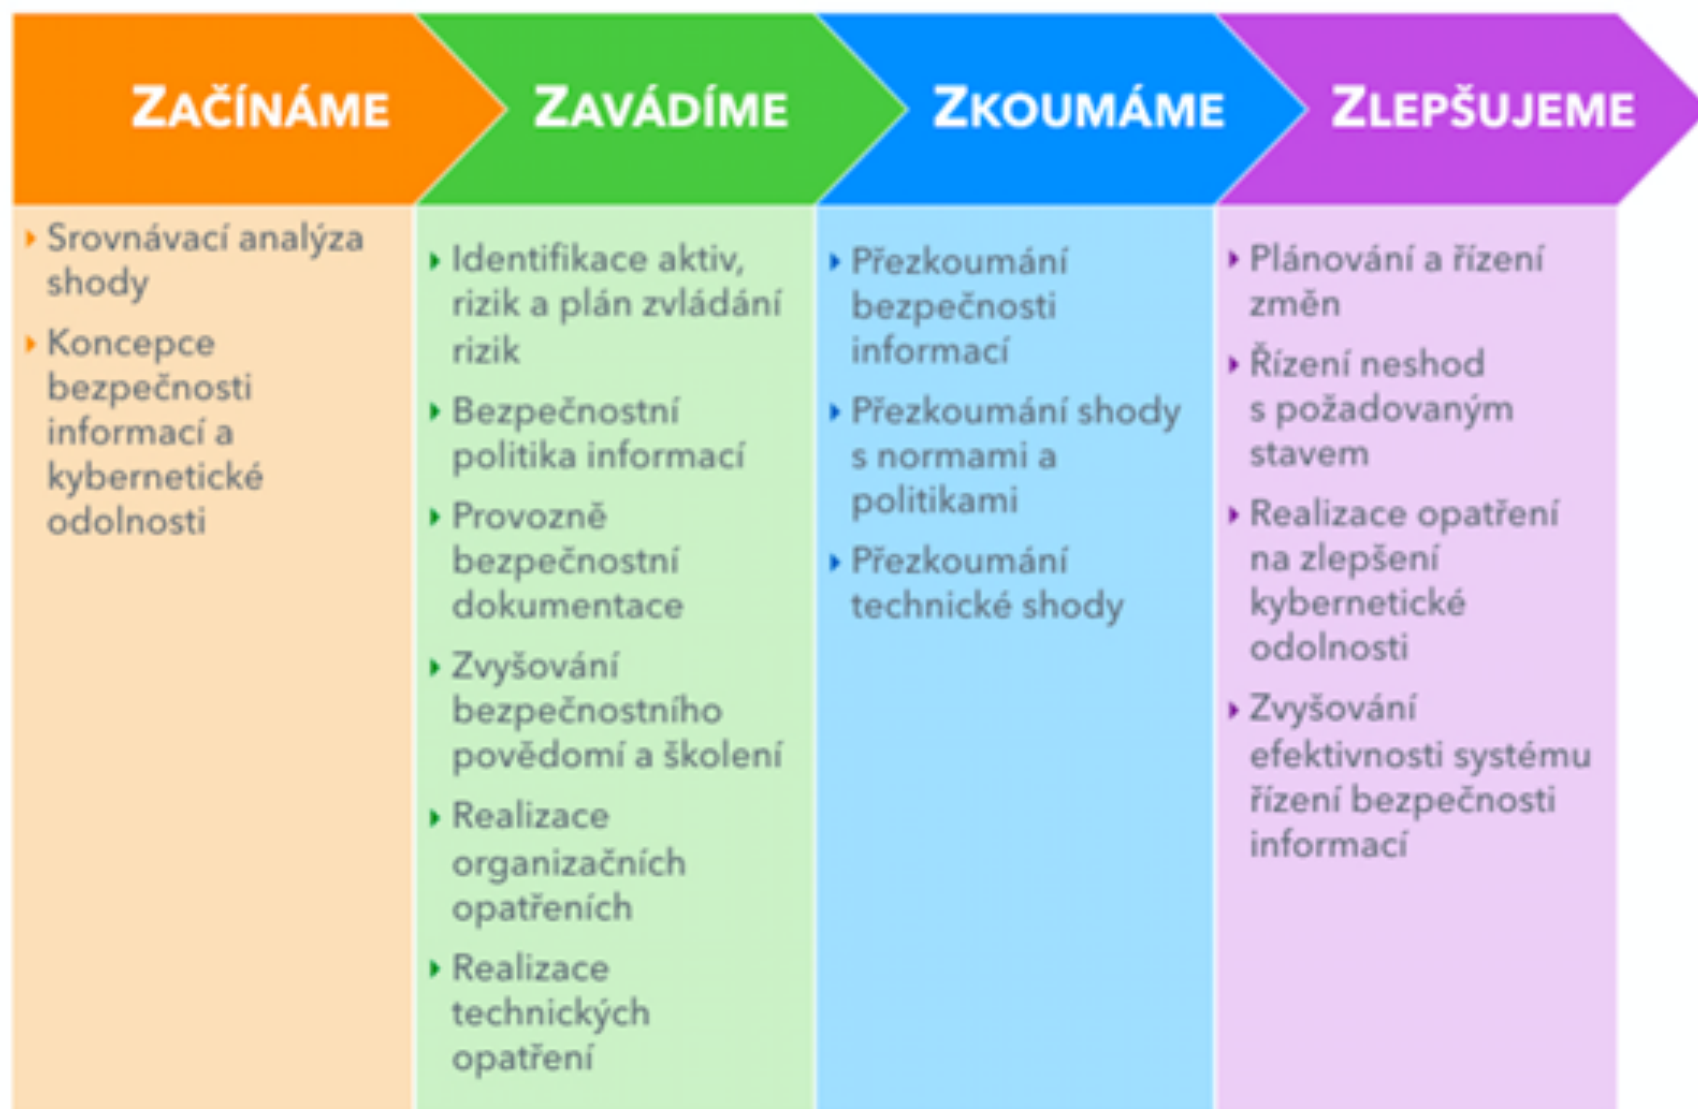 ZAČÍNÁME
Srovnávací analýza
shody
Koncepce
bezpečnosti
informací a
kybernetické
odolnosti
ZAVÁDÍME
Identifikace aktiv,
rizik a plán zvládání
rizik
Bezpečnostní
politika informací
Provozně
bezpečnostní
dokumentace
Zvyšování
bezpečnostního
povědomí a školení
Realizace
organizačních
opatřeních
Realizace
technických
opatření
ZKOUMÁME
Přezkoumání
bezpečnosti
informací
Přezkoumání shody
s normami a
politikami
Přezkoumání
technické shody
ZLEPŠUJEME
Plánování a řízení
změn
Řízení neshod
s požadovaným
stavem
Realizace opatření
na zlepšení
kybernetické
odolnosti
Zvyšování
efektivnosti systému
řízení bezpečnosti
informací